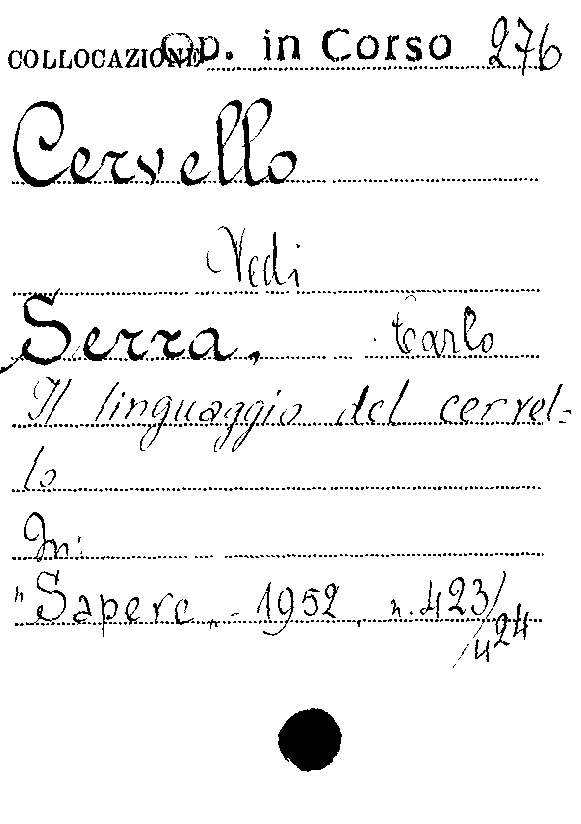 COLLOCAZIONE Op. in Corso 276
Cervello
Vedi
Serra, Carlo
Il linguaggio del cervel=
lo
In:
"Sapere" - 1952, n. 423/
/424